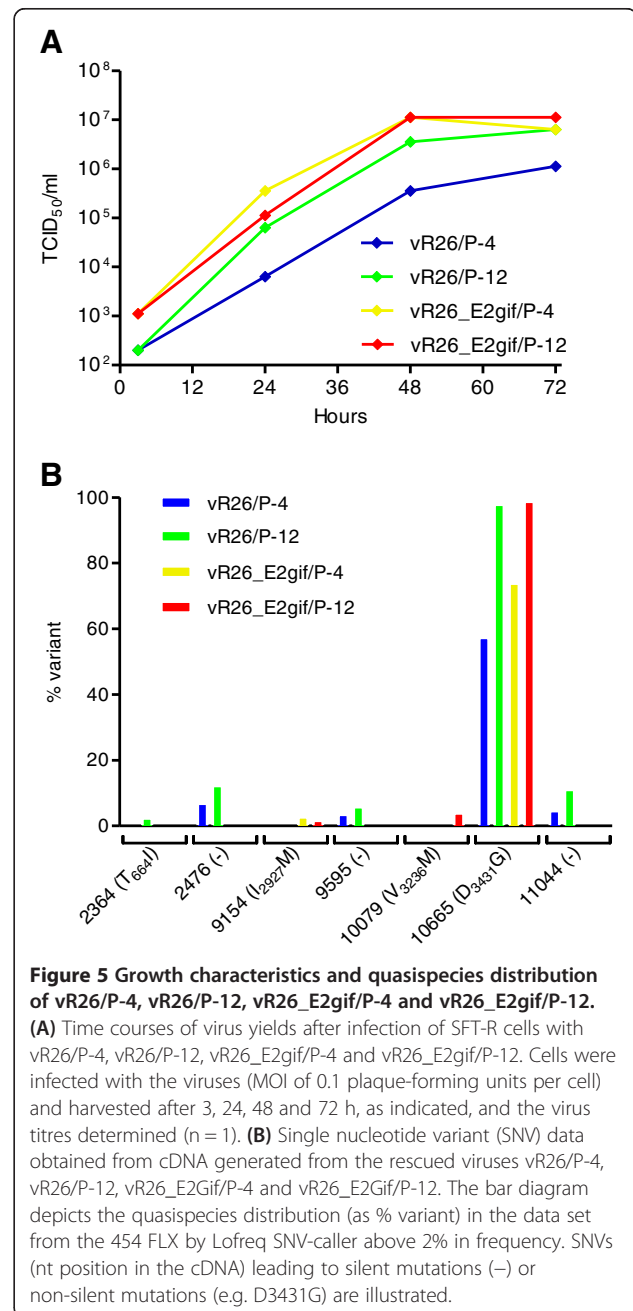 A
10⁸
10⁷
10⁶
10⁵
10⁴
10³
10²
TCID₅₀/ml
vR26/P-4
vR26/P-12
vR26_E2gif/P-4
vR26_E2gif/P-12
0 12 24 36 48 60 72
Hours
B
100
80
60
40
20
0
% variant
vR26/P-4
vR26/P-12
vR26_E2gif/P-4
vR26_E2gif/P-12
2364 (T₆₆₄I)
2476 (-)
9154 (I₂₉₂₇M)
9595 (-)
10079 (V₃₂₃₆M)
10665 (D₃₄₃₁G)
11044 (-)
Figure 5 Growth characteristics and quasispecies distribution
of vR26/P-4, vR26/P-12, vR26_E2gif/P-4 and vR26_E2gif/P-12.
(A) Time courses of virus yields after infection of SFT-R cells with
vR26/P-4, vR26/P-12, vR26_E2gif/P-4 and vR26_E2gif/P-12. Cells were
infected with the viruses (MOI of 0.1 plaque-forming units per cell)
and harvested after 3, 24, 48 and 72 h, as indicated, and the virus
titres determined (n = 1). (B) Single nucleotide variant (SNV) data
obtained from cDNA generated from the rescued viruses vR26/P-4,
vR26/P-12, vR26_E2Gif/P-4 and vR26_E2Gif/P-12. The bar diagram
depicts the quasispecies distribution (as % variant) in the data set
from the 454 FLX by Lofreq SNV-caller above 2% in frequency. SNVs
(nt position in the cDNA) leading to silent mutations (−) or
non-silent mutations (e.g. D3431G) are illustrated.